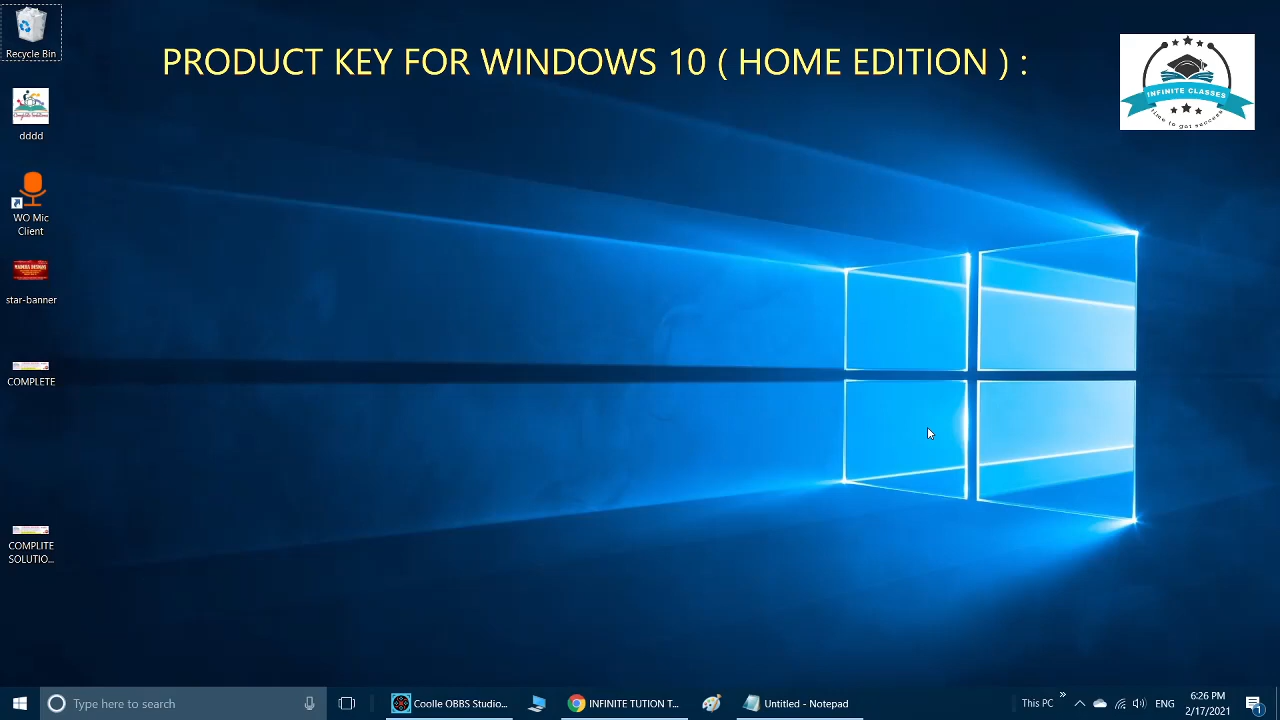 PRODUCT KEY FOR WINDOWS 10 ( HOME EDITION ) :
INFINITE CLASSES
Recycle Bin
dddd
WO Mic
Client
star-banner
COMPLETE
COMPLITE
SOLUTIO...
Type here to search
Coolle OBBS Studio...
INFINITE TUTION T...
Untitled - Notepad
This PC
ENG
6:26 PM
2/17/2021
1